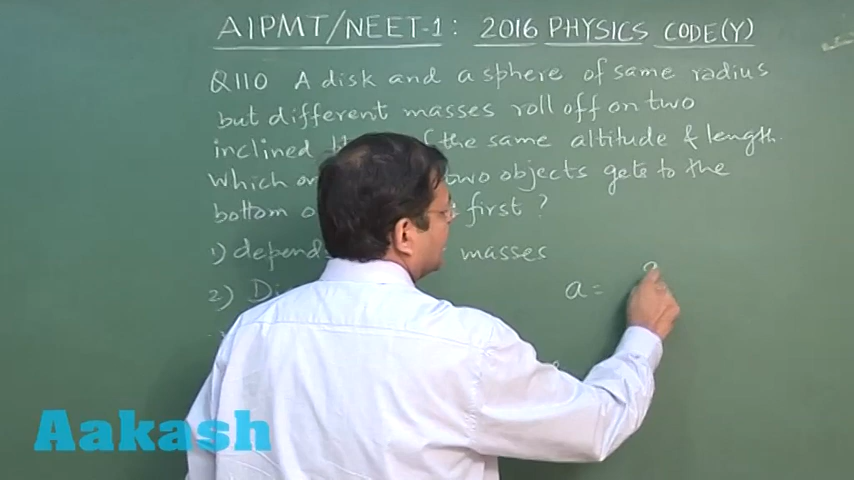 AIPMT/NEET-1: 2016 PHYSICS CODE(Y)
Q110 A disk and a sphere of same radius
but different masses roll off on two
inclined of the same altitude & length.
Which two objects gets to the
bottom first ?
1) masses
2)
a =
Aakash